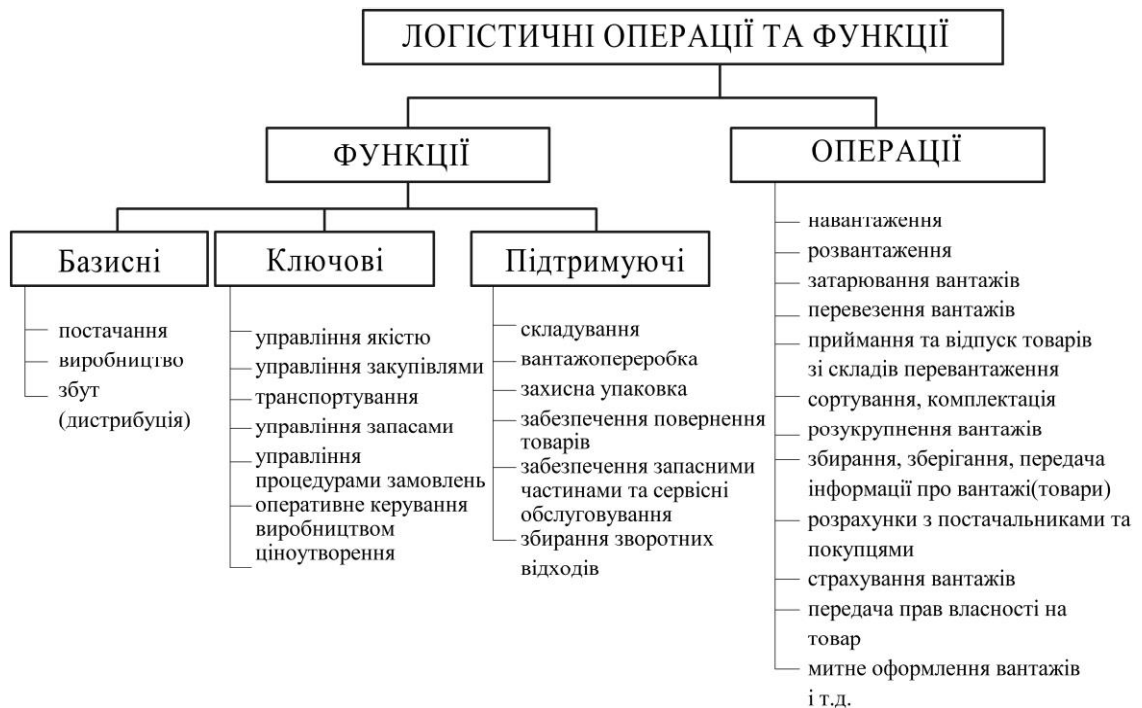 ЛОГІСТИЧНІ ОПЕРАЦІЇ ТА ФУНКЦІЇ
ФУНКЦІЇ
ОПЕРАЦІЇ
Базисні
Ключові
Підтримуючі
постачання
виробництво
збут
(дистрибуція)
управління якістю
управління закупівлями
транспортування
управління запасами
управління
процедурами замовлень
оперативне керування
виробництвом
ціноутворення
складування
вантажопереробка
захисна упаковка
забезпечення повернення
товарів
забезпечення запасними
частинами та сервісні
обслуговування
збирання зворотних
відходів
навантаження
розвантаження
затарювання вантажів
перевезення вантажів
приймання та відпуск товарів
зі складів перевантаження
сортування, комплектація
розукрупнення вантажів
збирання, зберігання, передача
інформації про вантажі(товари)
розрахунки з постачальниками та
покупцями
страхування вантажів
передача прав власності на
товар
митне оформлення вантажів
і т.д.